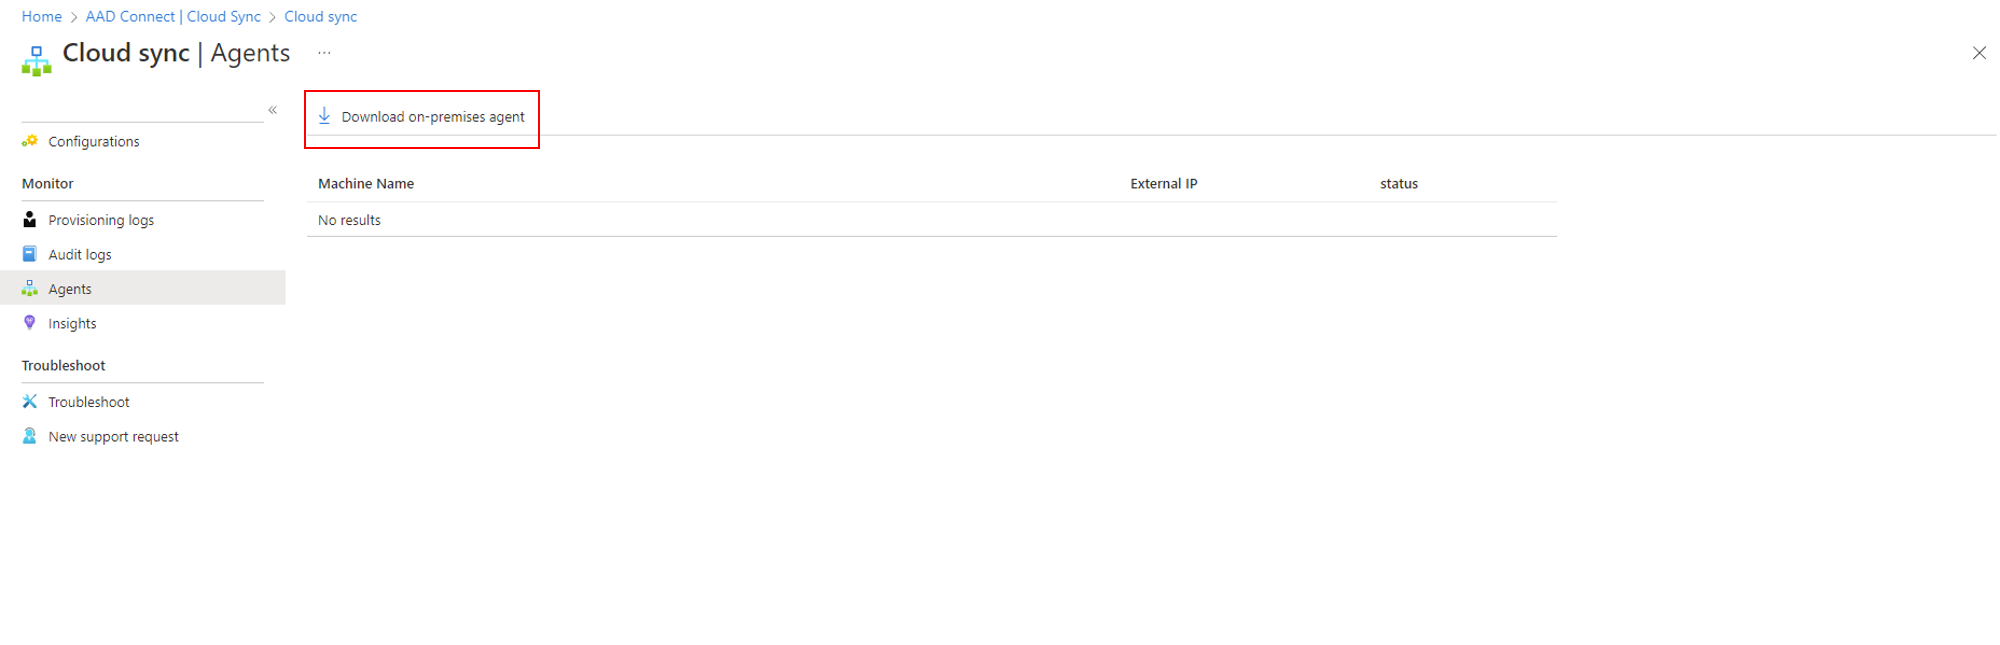 Home > AAD Connect | Cloud Sync > Cloud sync
Cloud sync | Agents ...
«
Download on-premises agent
Configurations
Monitor
Provisioning logs
Audit logs
Agents
Insights
Troubleshoot
Troubleshoot
New support request
Machine Name External IP status
No results